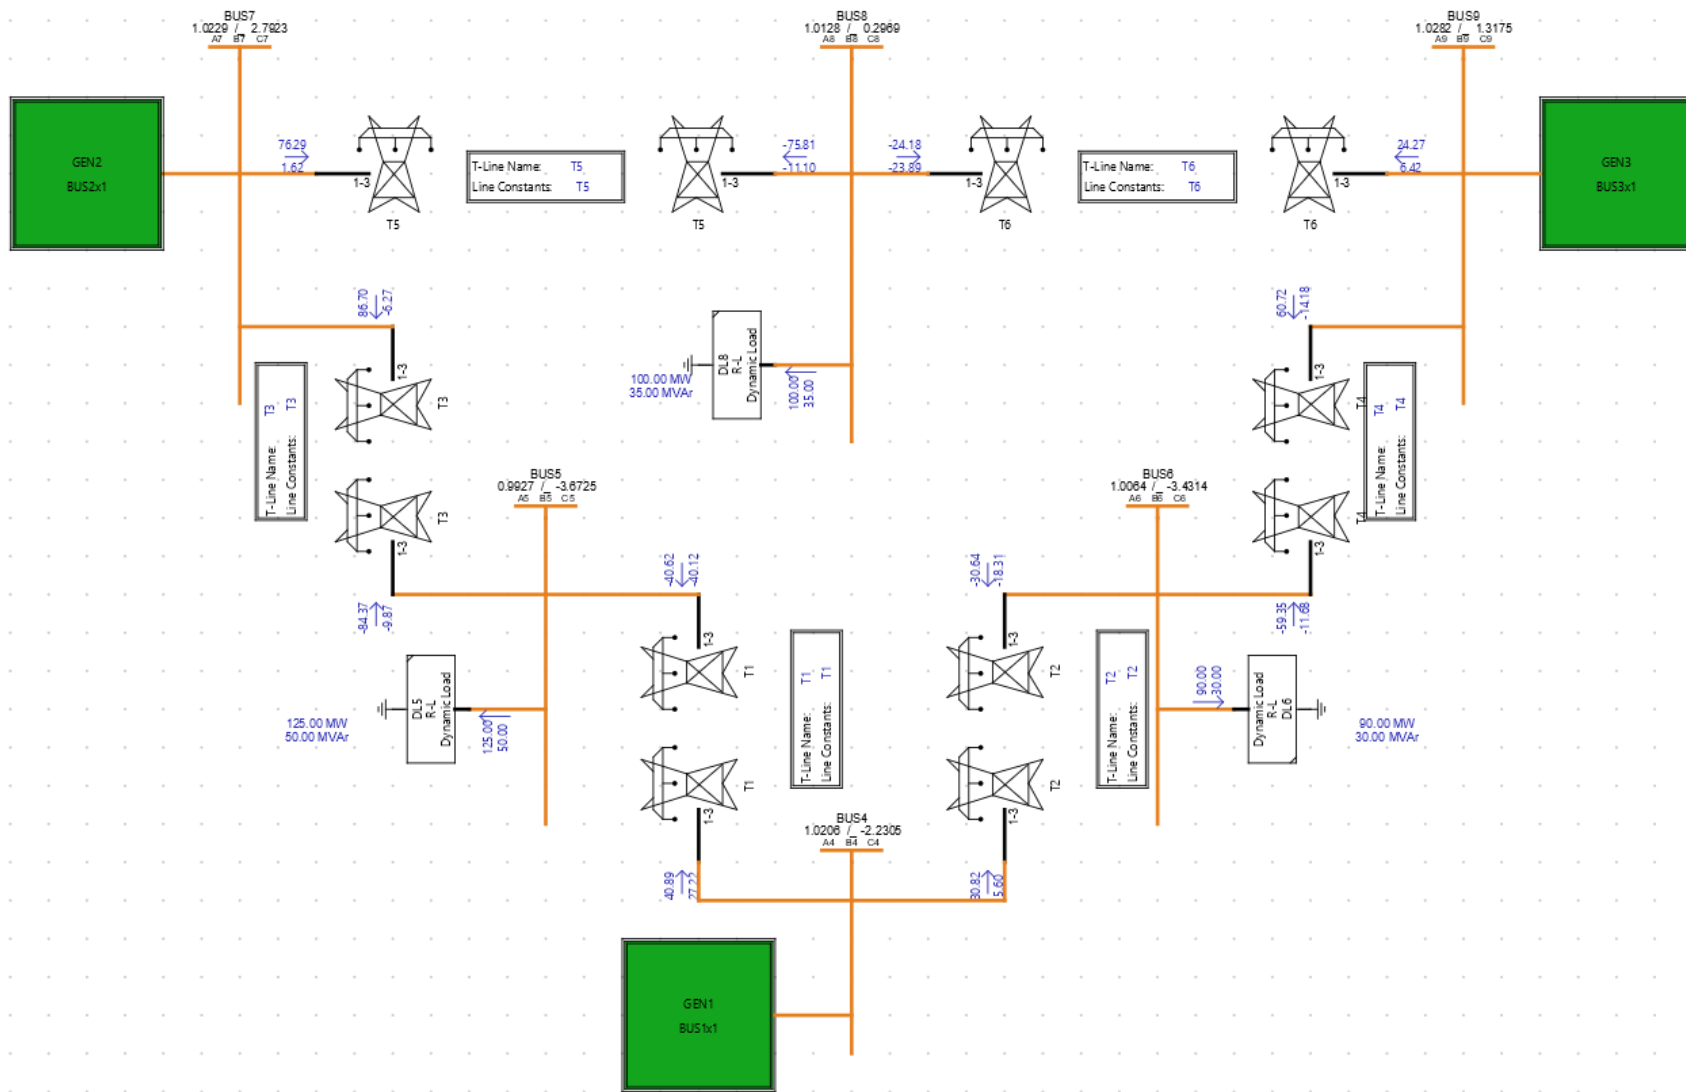 BUS7
1.0229 /_ 2.7923
A7 B7 C7
BUS8
1.0128 /_ 0.2969
A8 B8 C8
BUS9
1.0282 /_ 1.3175
A9 B9 C9
GEN2
BUS2x1
76.29
1.62
1-3
T5
T-Line Name: T5
Line Constants: T5
-75.81
-11.10
1-3
T5
-24.18
-23.89
1-3
T6
T-Line Name: T6
Line Constants: T6
24.27
6.42
1-3
T6
GEN3
BUS3x1
86.70
-6.27
1-3
T3
T-Line Name: T3
Line Constants: T3
T3
1-3
-84.37
-9.87
100.00 MW
35.00 MVAr
DL8
R-L
Dynamic Load
100.00
35.00
60.72
-14.18
1-3
T4
T-Line Name: T4
Line Constants: T4
T4
1-3
-59.35
-11.68
BUS5
0.9927 /_ -3.6725
A5 B5 C5
BUS6
1.0064 /_ -3.4314
A6 B6 C6
-40.62
-40.12
1-3
T1
-30.64
-18.31
1-3
T2
125.00 MW
50.00 MVAr
DL5
R-L
Dynamic Load
125.00
50.00
T-Line Name: T1
Line Constants: T1
T-Line Name: T2
Line Constants: T2
90.00
30.00
Dynamic Load
R-L
DL6
90.00 MW
30.00 MVAr
T1
1-3
40.89
27.22
T2
1-3
30.82
5.60
BUS4
1.0206 /_ -2.2305
A4 B4 C4
GEN1
BUS1x1